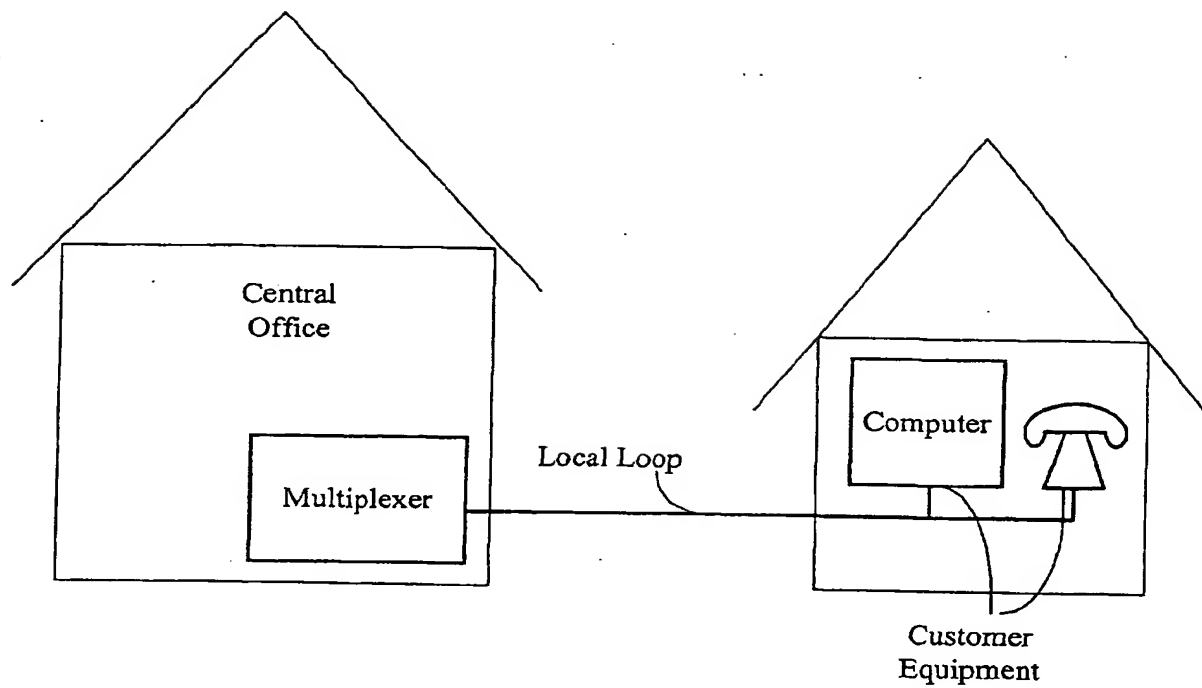 Central
Office
Multiplexer
Local Loop
Computer
Customer
Equipment